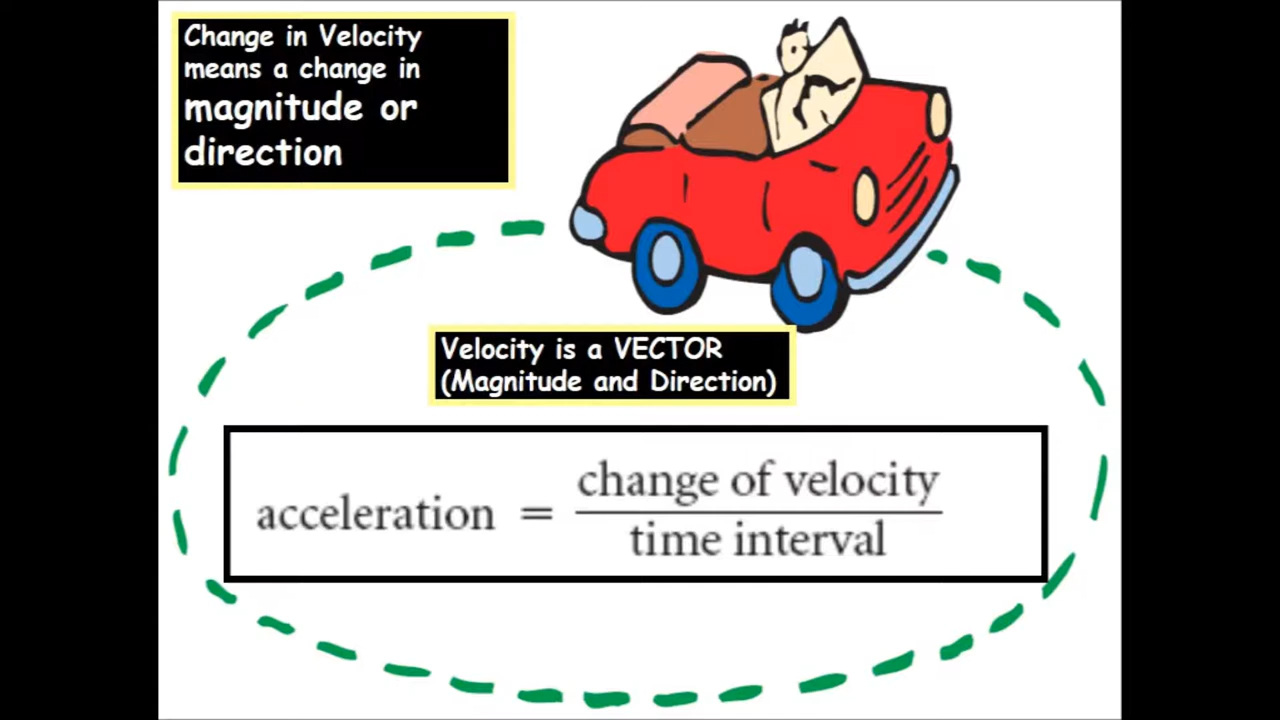 Change in Velocity
means a change in
magnitude or
direction
Velocity is a VECTOR
(Magnitude and Direction)
acceleration = change of velocity
time interval